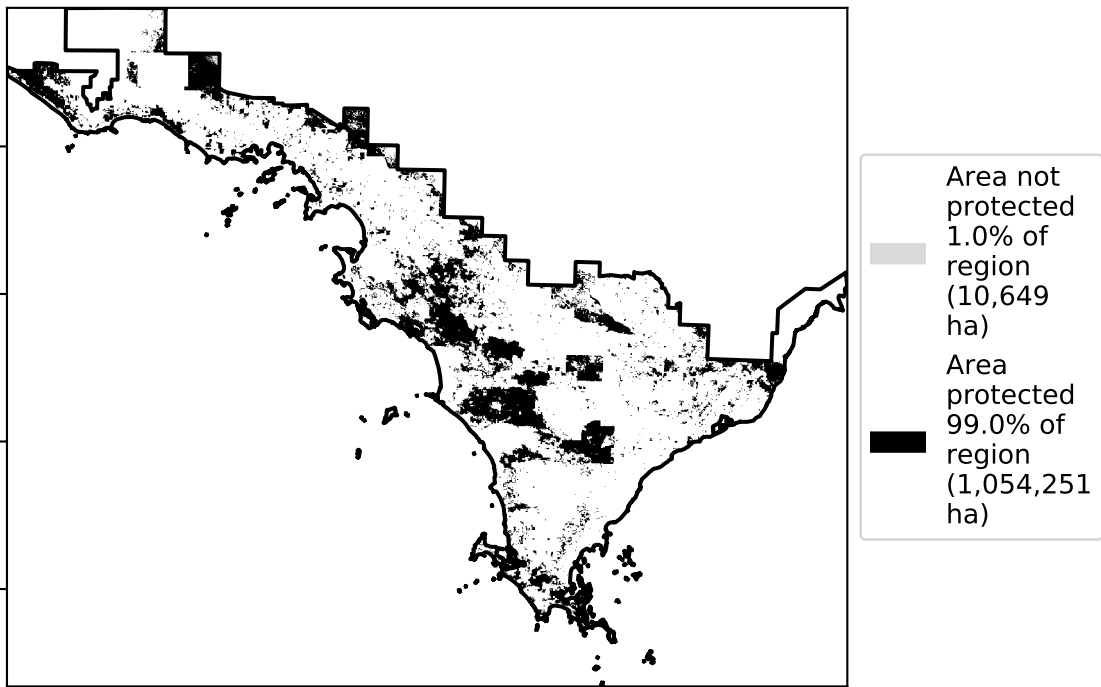 Area not
protected
1.0% of
region
(10,649
ha)
Area
protected
99.0% of
region
(1,054,251
ha)